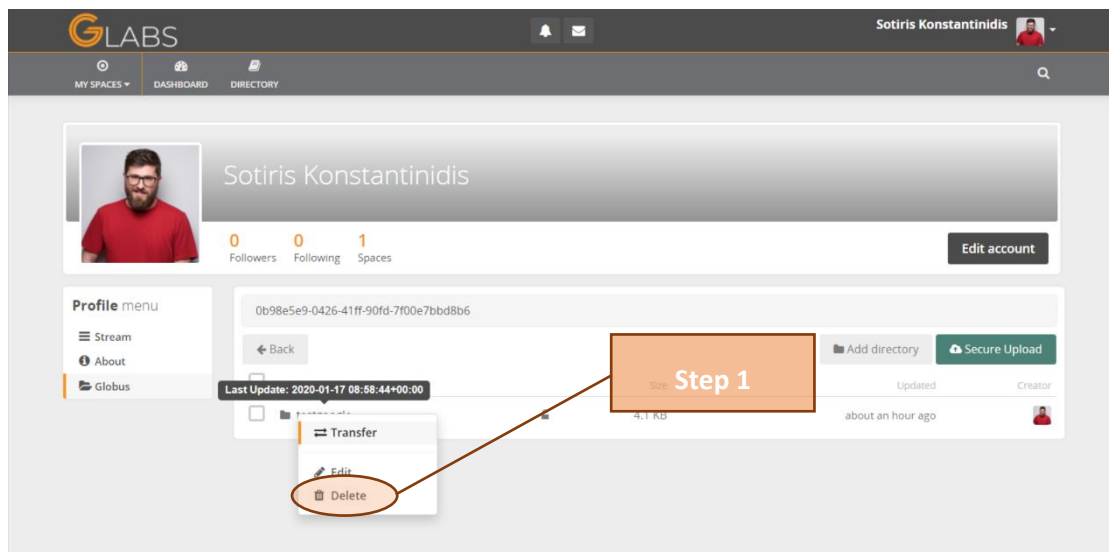 GLABS
Sotiris Konstantinidis
MY SPACES
DASHBOARD
DIRECTORY
Sotiris Konstantinidis
0 0 1
Followers Following Spaces
Edit account
Profile menu
Stream
About
Globus
0b98e5e9-0426-41ff-90fd-7f00e7bbd8b6
Back
Add directory
Secure Upload
Step 1
Last Update: 2020-01-17 08:58:44+00:00
Size
Updated
Creator
4.1 KB
about an hour ago
Transfer
Edit
Delete